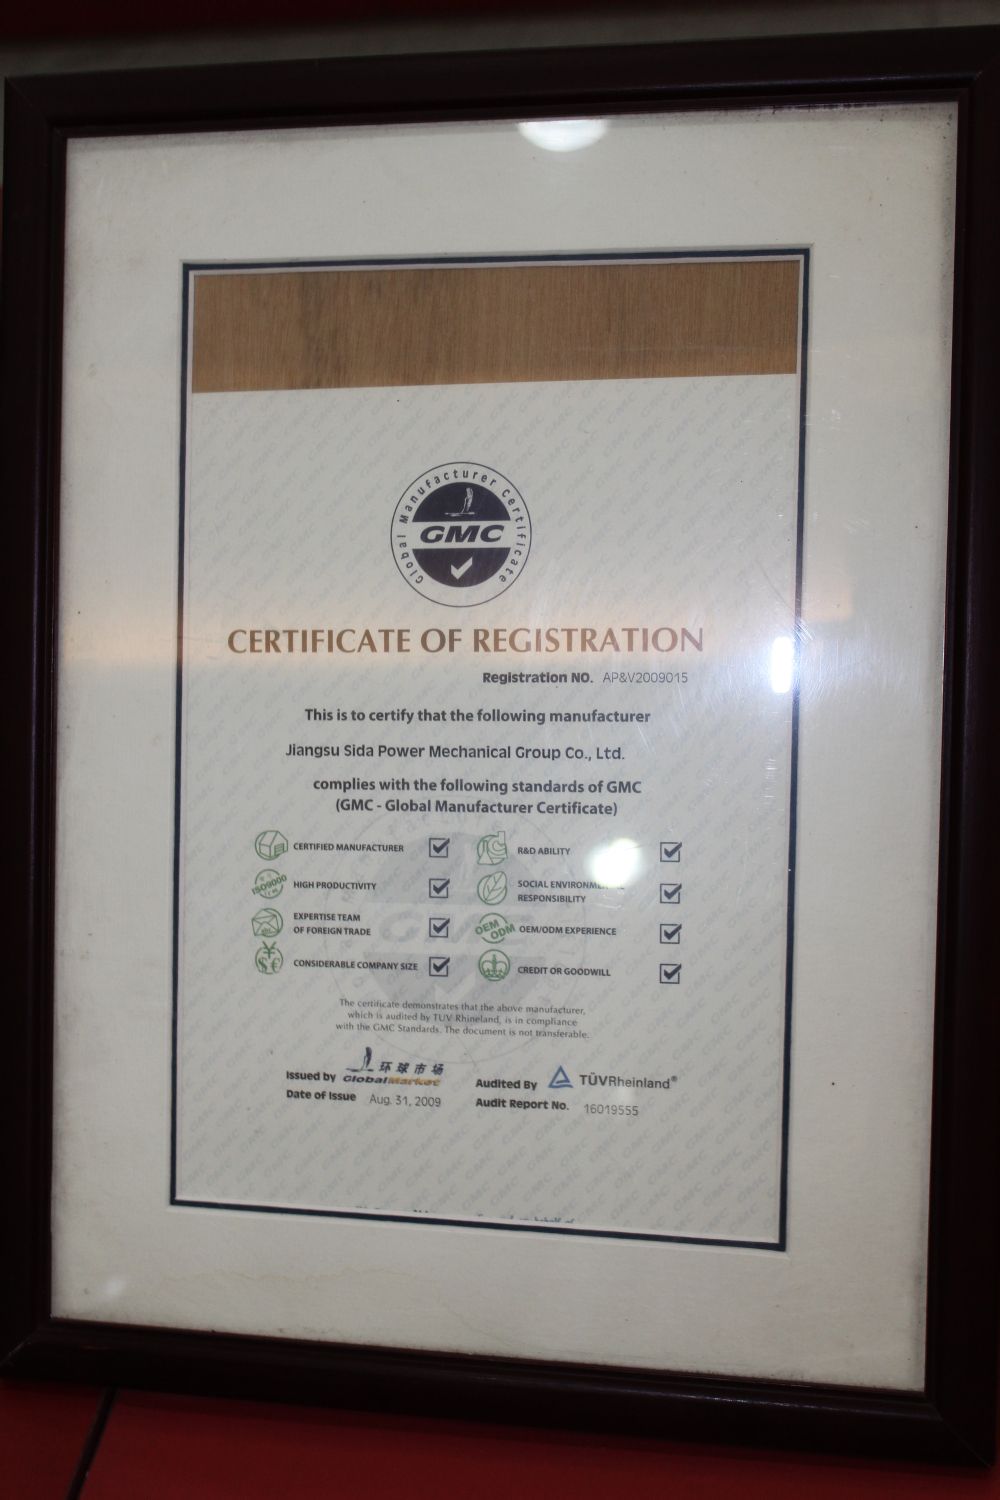 Global Manufacturer Certificate
GMC
CERTIFICATE OF REGISTRATION
Registration NO. AP&V2009015
This is to certify that the following manufacturer
Jiangsu Sida Power Mechanical Group Co., Ltd.
complies with the following standards of GMC
(GMC - Global Manufacturer Certificate)
CERTIFIED MANUFACTURER
R&D ABILITY
ISO9000
HIGH PRODUCTIVITY
SOCIAL ENVIRONMENTAL
RESPONSIBILITY
EXPERTISE TEAM
OF FOREIGN TRADE
OEM
ODM
OEM/ODM EXPERIENCE
¥
$€
CONSIDERABLE COMPANY SIZE
CREDIT OR GOODWILL
The certificate demonstrates that the above manufacturer,
which is audited by TUV Rhineland, is in compliance
with the GMC Standards. The document is not transferable.
Issued by 环球市场
GlobalMarket
Audited By TÜVRheinland®
Date of Issue Aug. 31, 2009
Audit Report No. 16019555